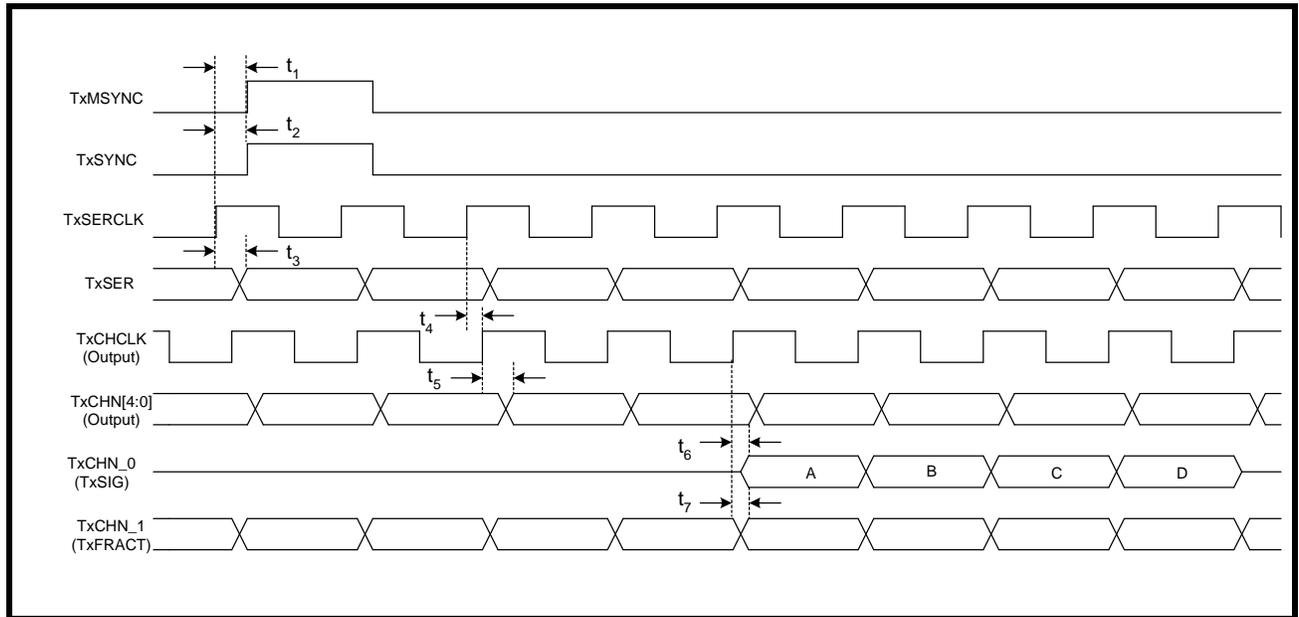 t1
TxMSYNC
t2
TxSYNC
TxSERCLK
t3
TxSER
t4
TxCHCLK
(Output)
t5
TxCHN[4:0]
(Output)
t6
TxCHN_0
(TxSIG)
A B C D
t7
TxCHN_1
(TxFRACT)